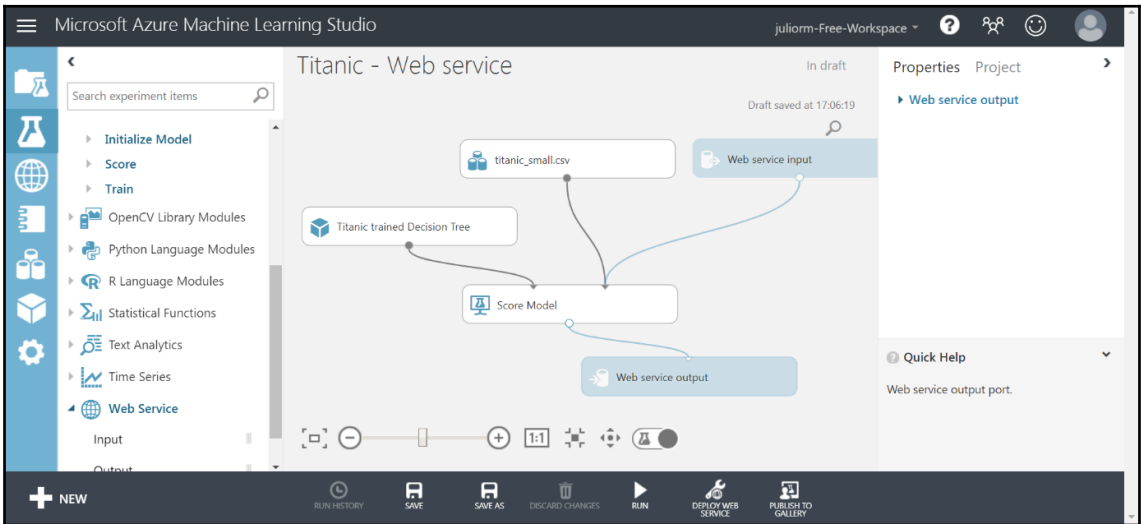 Microsoft Azure Machine Learning Studio
juliorm-Free-Workspace
?
Search experiment items
Initialize Model
Score
Train
OpenCV Library Modules
Python Language Modules
R Language Modules
Statistical Functions
Text Analytics
Time Series
Web Service
Input
Output
Titanic - Web service
In draft
Draft saved at 17:06:19
titanic_small.csv
Web service input
Titanic trained Decision Tree
Score Model
Web service output
1:1
Properties Project
Web service output
Quick Help
Web service output port.
NEW
RUN HISTORY
SAVE
SAVE AS
DISCARD CHANGES
RUN
DEPLOY WEB
SERVICE
PUBLISH TO
GALLERY